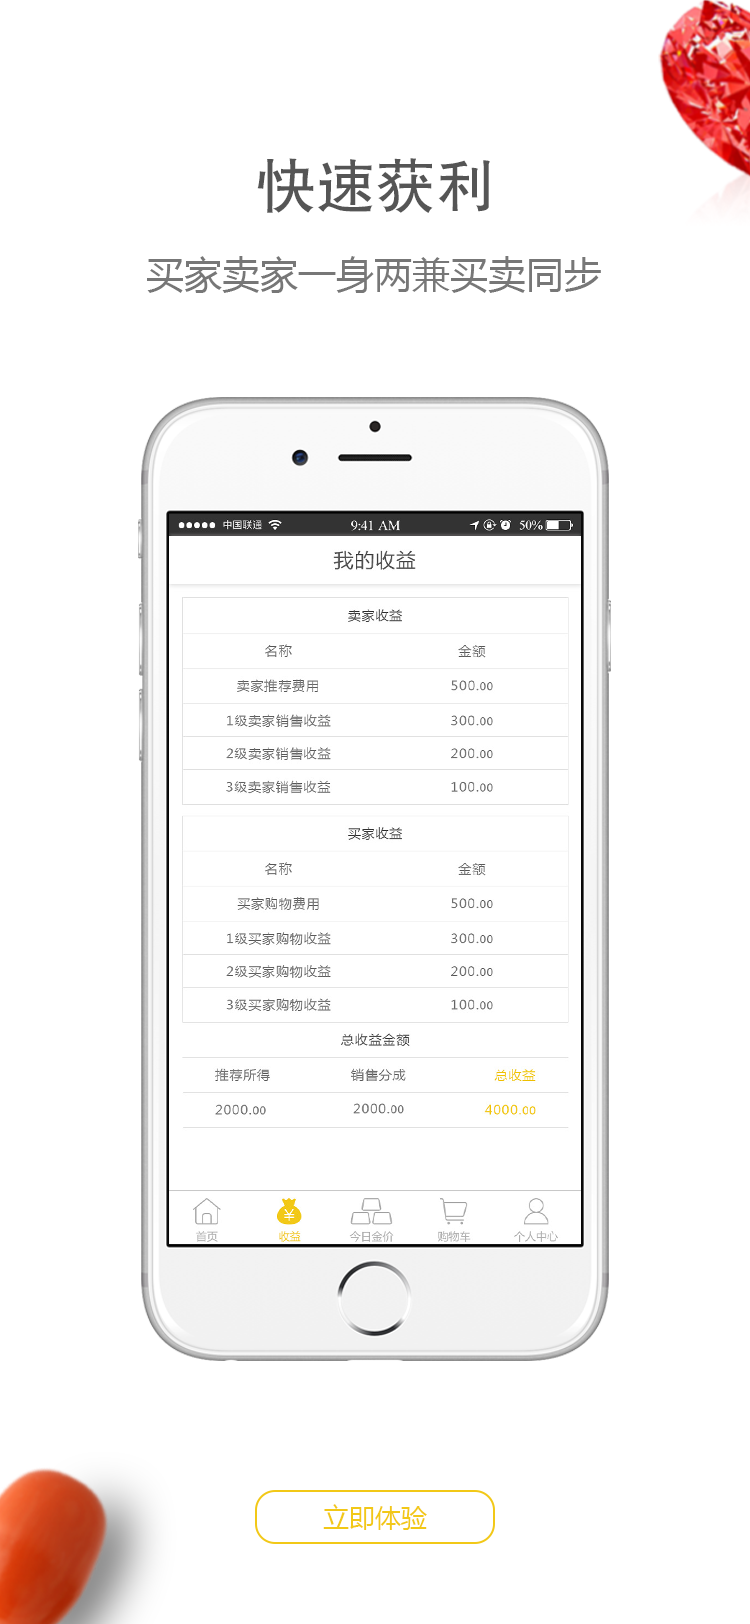 快速获利
买家卖家一身两兼买卖同步
中国联通 9:41 AM 50%
我的收益
卖家收益
名称 金额
卖家推荐费用 500.00
1级卖家销售收益 300.00
2级卖家销售收益 200.00
3级卖家销售收益 100.00
买家收益
名称 金额
买家购物费用 500.00
1级买家购物收益 300.00
2级买家购物收益 200.00
3级买家购物收益 100.00
总收益金额
推荐所得 销售分成 总收益
2000.00 2000.00 4000.00
¥
首页 收益 今日金价 购物车 个人中心
立即体验